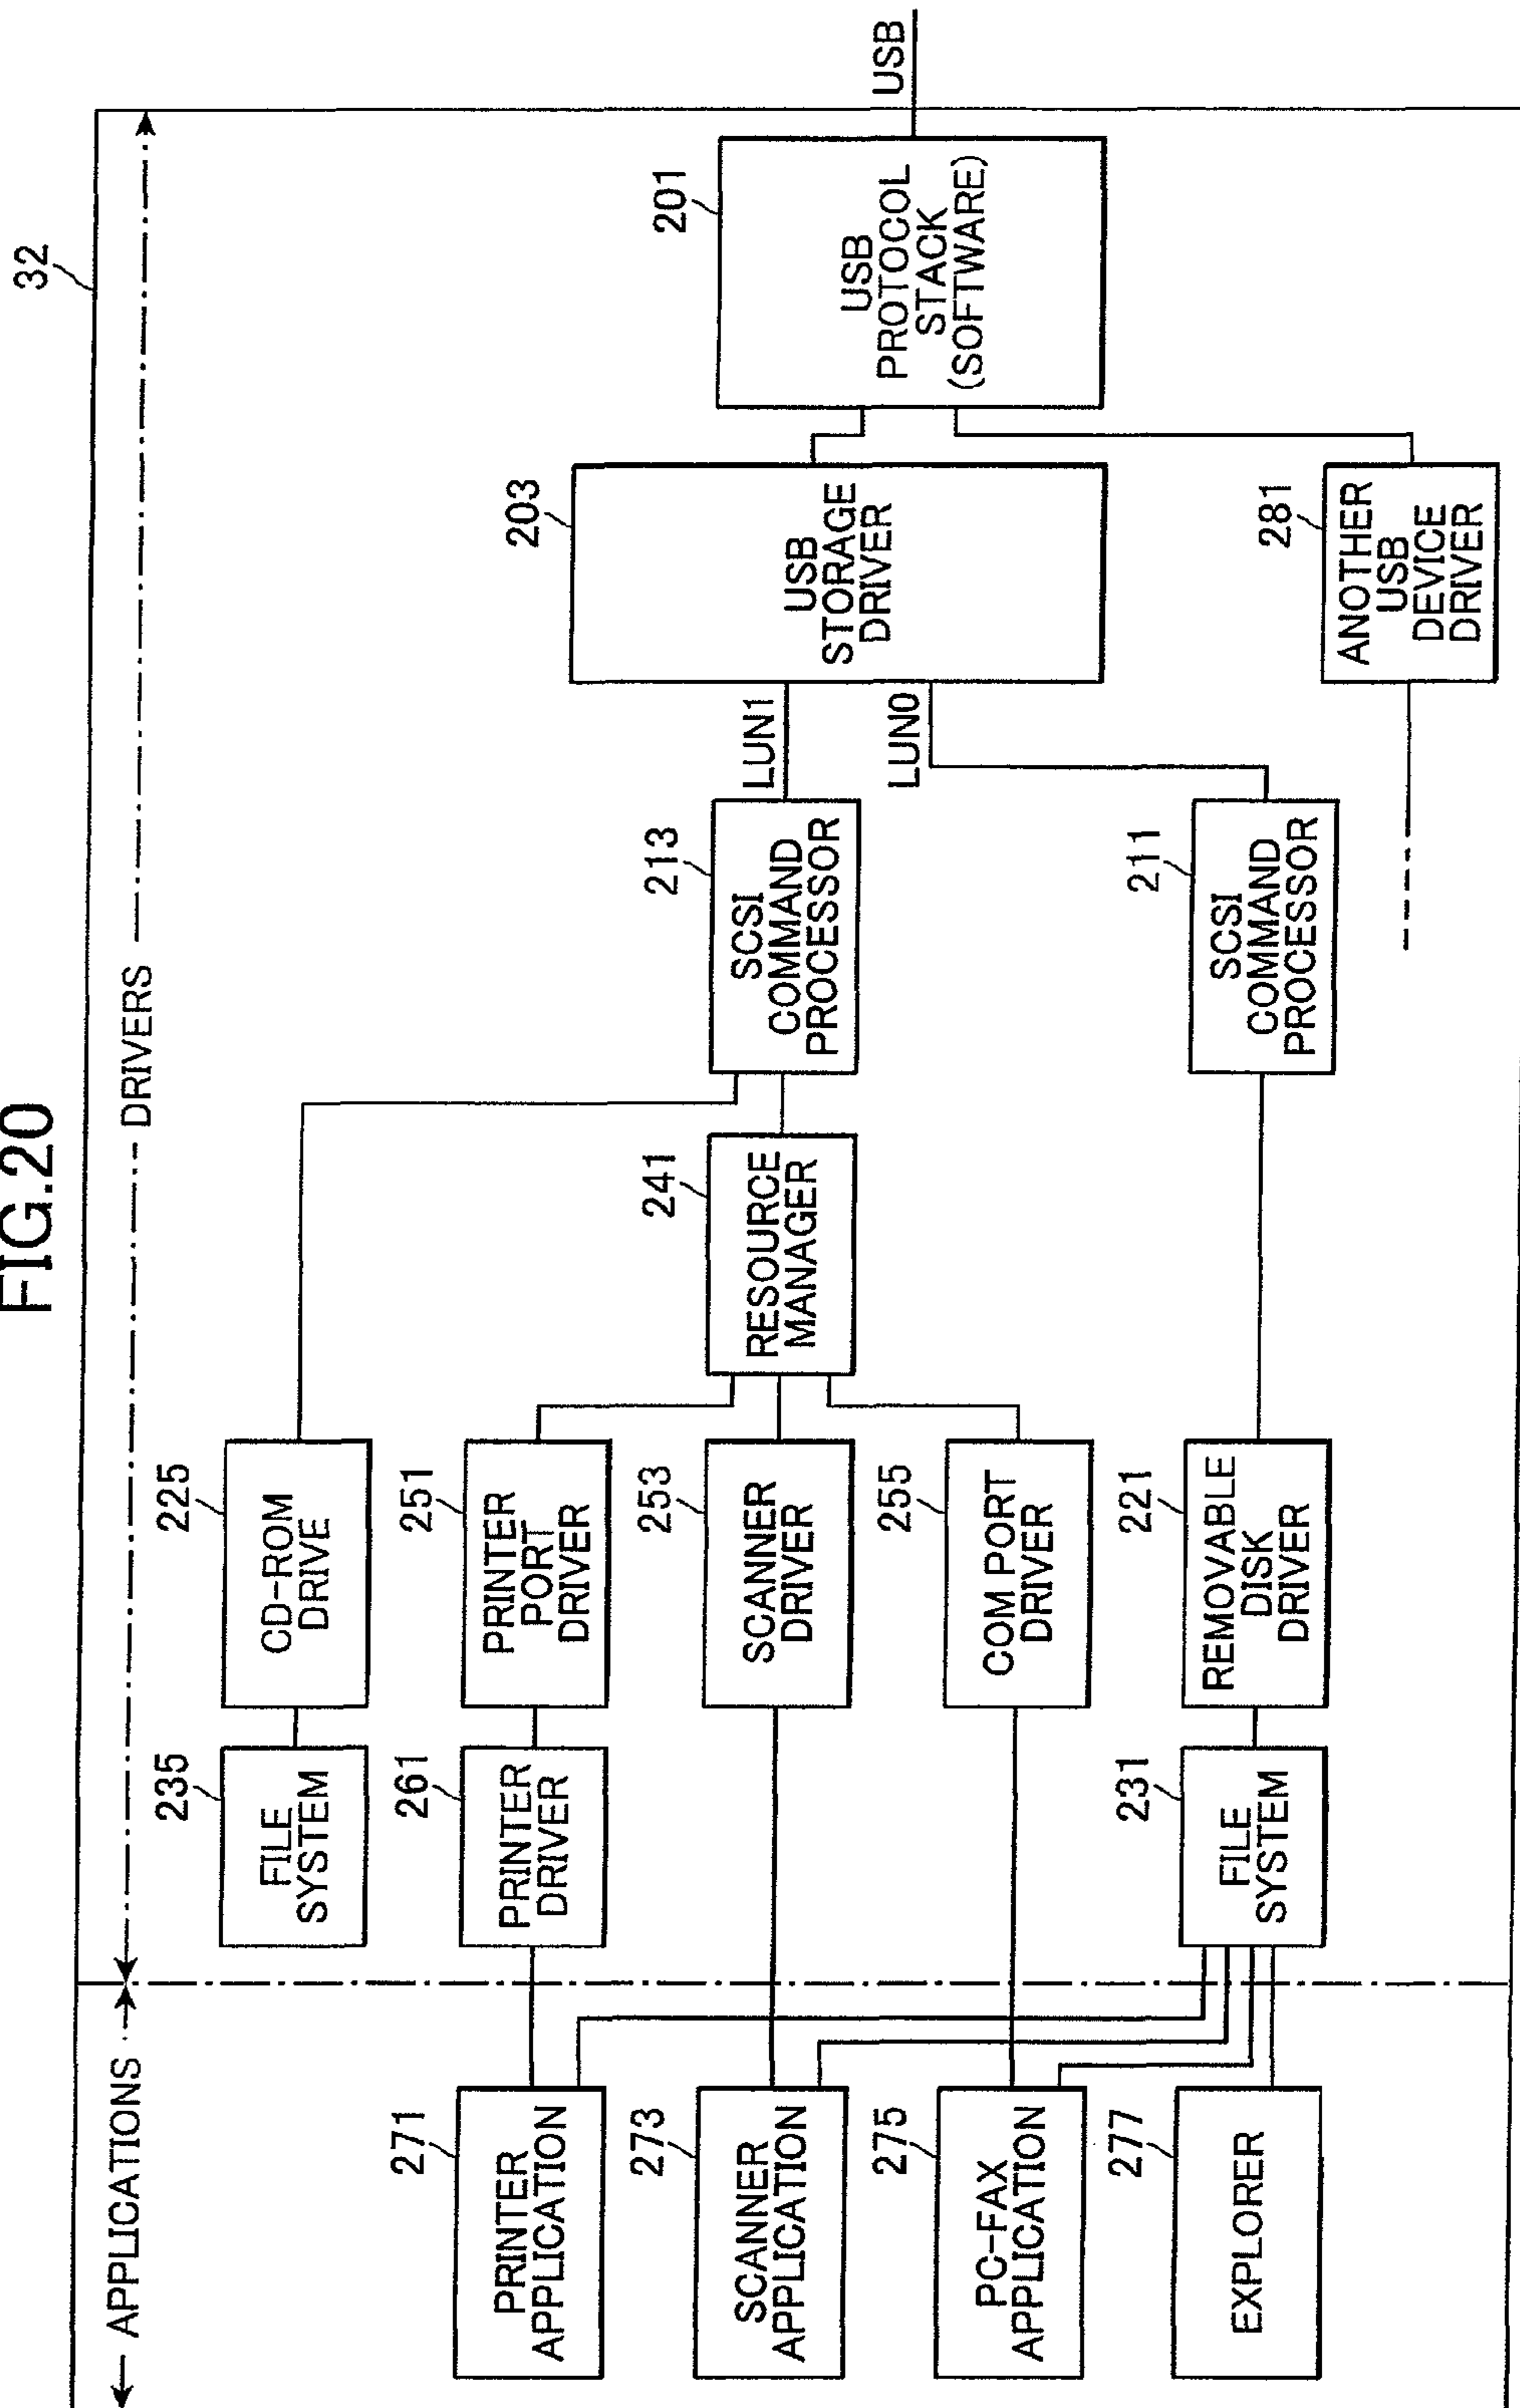 FIG.20
32
APPLICATIONS
DRIVERS
271
PRINTER
APPLICATION
273
SCANNER
APPLICATION
275
PC-FAX
APPLICATION
277
EXPLORER
235
FILE
SYSTEM
261
PRINTER
DRIVER
231
FILE
SYSTEM
225
CD-ROM
DRIVE
251
PRINTER
PORT
DRIVER
253
SCANNER
DRIVER
255
COM PORT
DRIVER
221
REMOVABLE
DISK
DRIVER
241
RESOURCE
MANAGER
213
SCSI
COMMAND
PROCESSOR
211
SCSI
COMMAND
PROCESSOR
LUN1
LUN0
203
USB
STORAGE
DRIVER
281
ANOTHER
USB
DEVICE
DRIVER
201
USB
PROTOCOL
STACK
(SOFTWARE)
USB